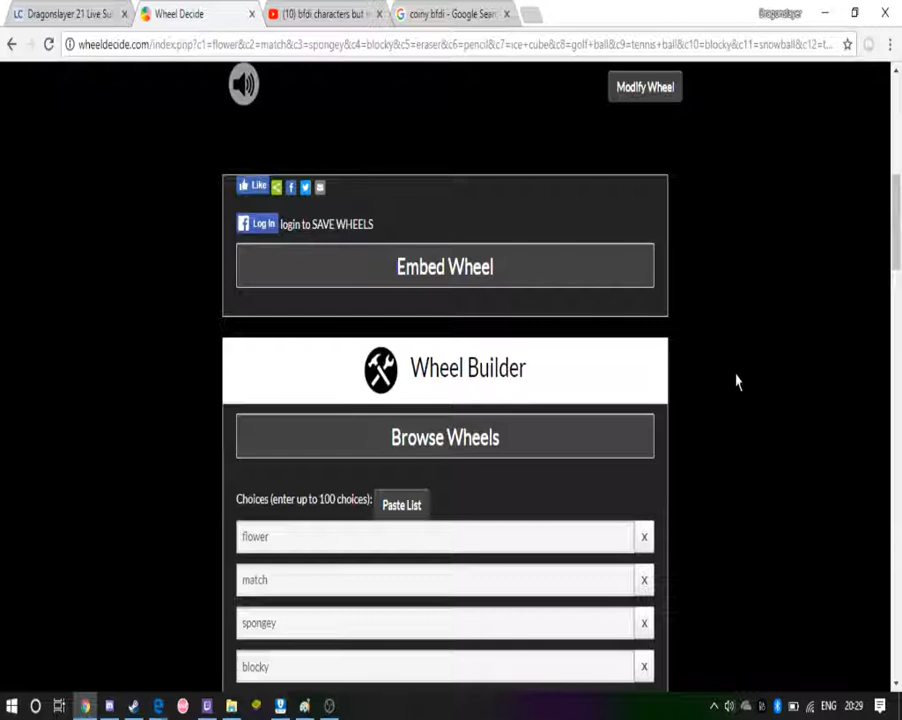 LC Dragonslayer 21 Live Su
Wheel Decide
(10) bfdi characters but
coiny bfdi - Google Sear
Dragonslayer
wheeldecide.com/index.php?c1=flower&c2=match&c3=spongey&c4=blocky&c5=eraser&c6=pencil&c7=ice+cube&c8=golf+ball&c9=tennis+ball&c10=blocky&c11=snowball&c12=t...
Modify Wheel
Like
Log In login to SAVE WHEELS
Embed Wheel
Wheel Builder
Browse Wheels
Choices (enter up to 100 choices): Paste List
flower X
match X
spongey X
blocky X
ENG 20:29